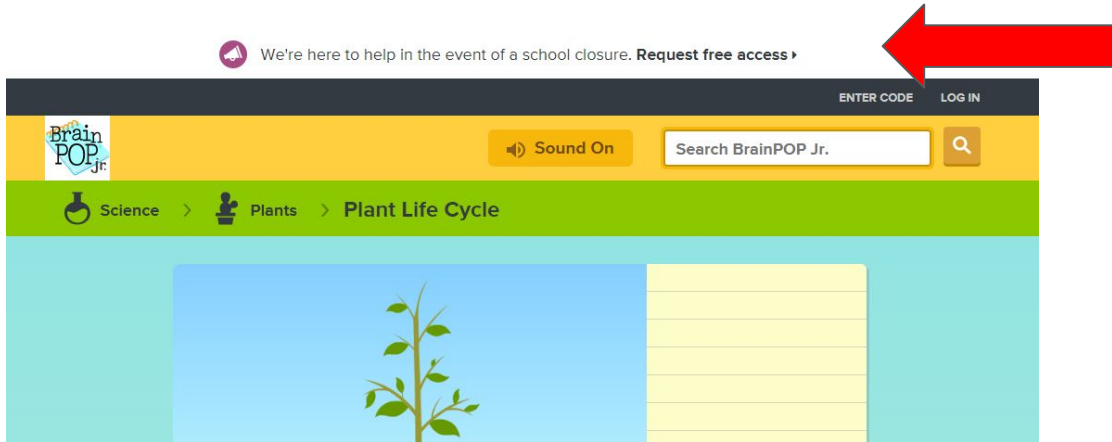 We're here to help in the event of a school closure. Request free access
ENTER CODE LOG IN
Brain
POP
jr.
Sound On Search BrainPOP Jr.
Science Plants Plant Life Cycle